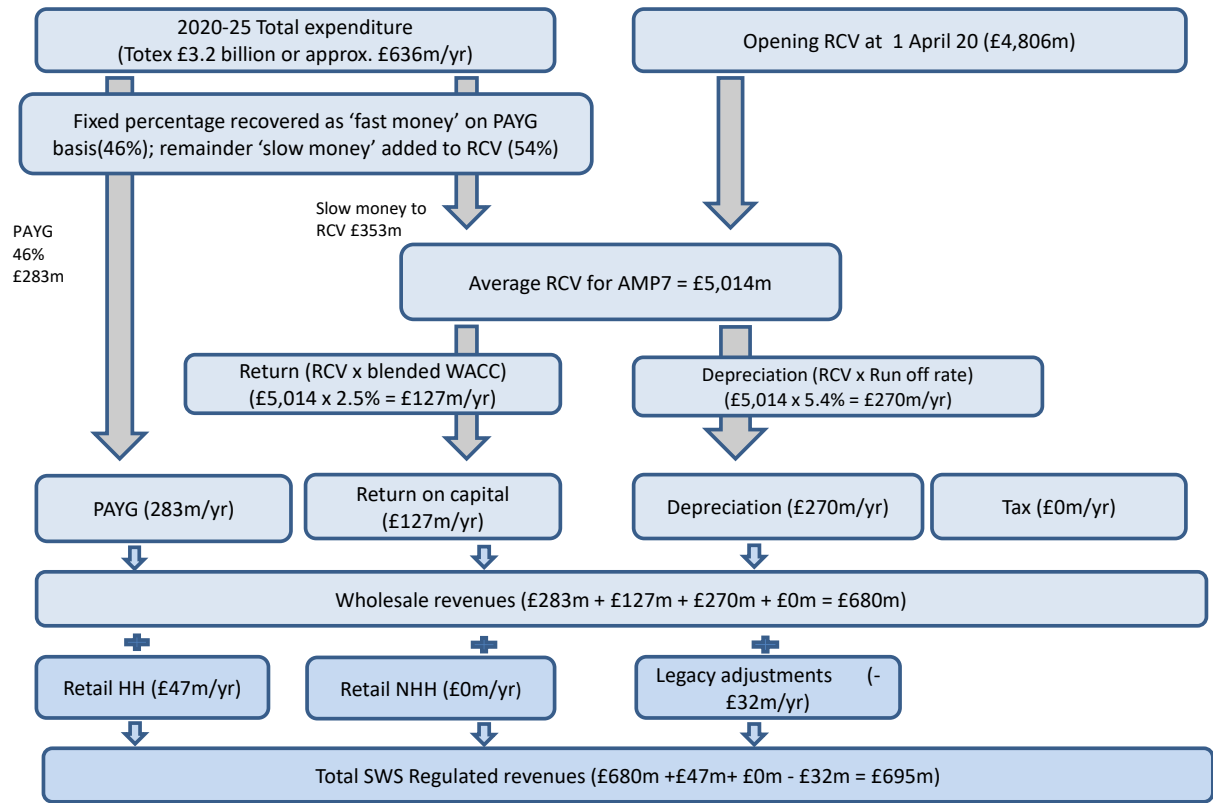 2020-25 Total expenditure
(Totex £3.2 billion or approx. £636m/yr)
Opening RCV at 1 April 20 (£4,806m)
Fixed percentage recovered as ‘fast money’ on PAYG
basis(46%); remainder ‘slow money’ added to RCV (54%)
PAYG
46%
£283m
Slow money to
RCV £353m
Average RCV for AMP7 = £5,014m
Return (RCV x blended WACC)
(£5,014 x 2.5% = £127m/yr)
Depreciation (RCV x Run off rate)
(£5,014 x 5.4% = £270m/yr)
PAYG (283m/yr)
Return on capital
(£127m/yr)
Depreciation (£270m/yr)
Tax (£0m/yr)
Wholesale revenues (£283m + £127m + £270m + £0m = £680m)
Retail HH (£47m/yr)
Retail NHH (£0m/yr)
Legacy adjustments (-
£32m/yr)
Total SWS Regulated revenues (£680m +£47m+ £0m - £32m = £695m)